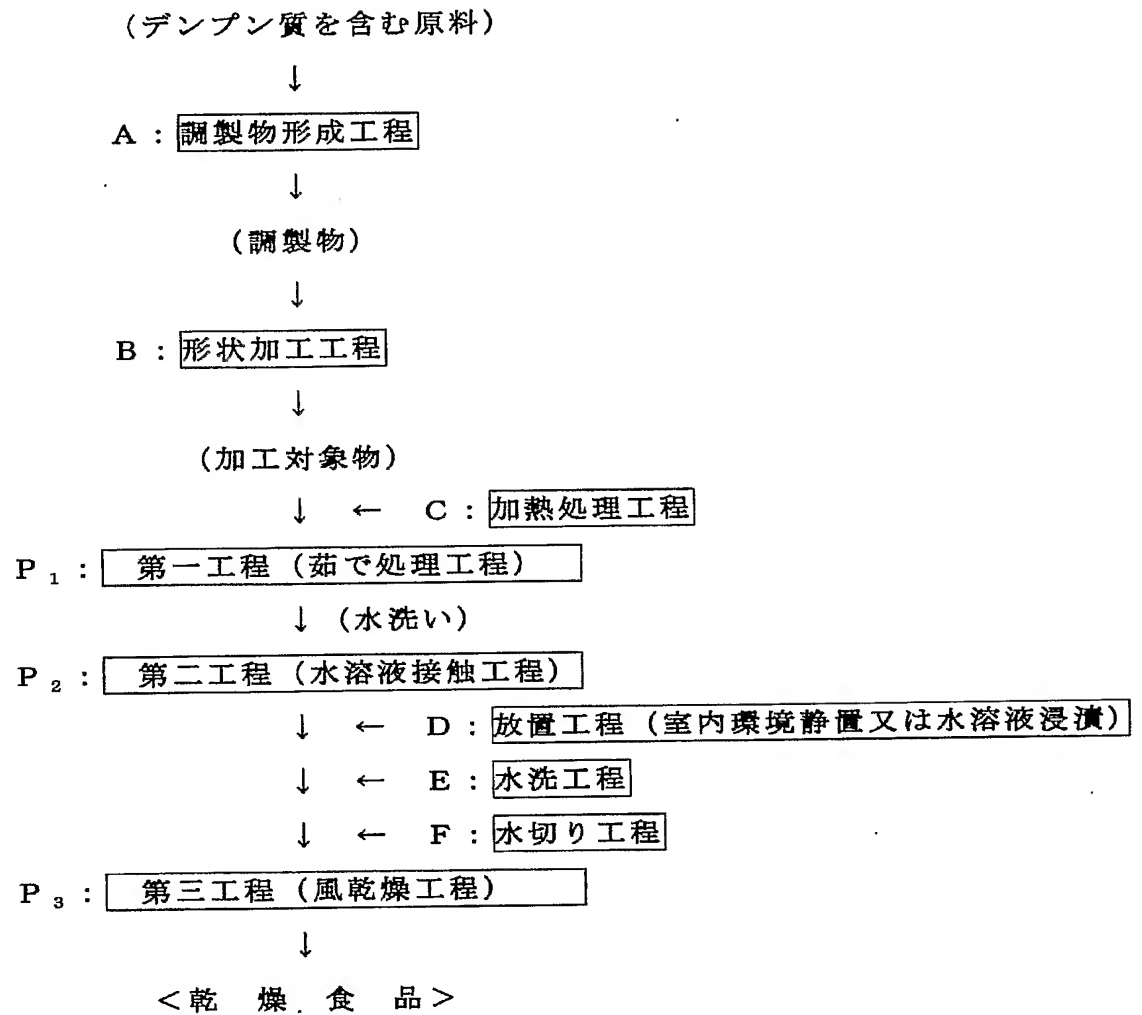 (デンプン質を含む原料)
↓
A : 調製物形成工程
↓
(調製物)
↓
B : 形状加工工程
↓
(加工対象物)
↓ ← C : 加熱処理工程
P₁ : 第一工程 (茹で処理工程)
↓ (水洗い)
P₂ : 第二工程 (水溶液接触工程)
↓ ← D : 放置工程 (室内環境静置又は水溶液浸漬)
↓ ← E : 水洗工程
↓ ← F : 水切り工程
P₃ : 第三工程 (風乾燥工程)
↓
<乾 燥 食 品>